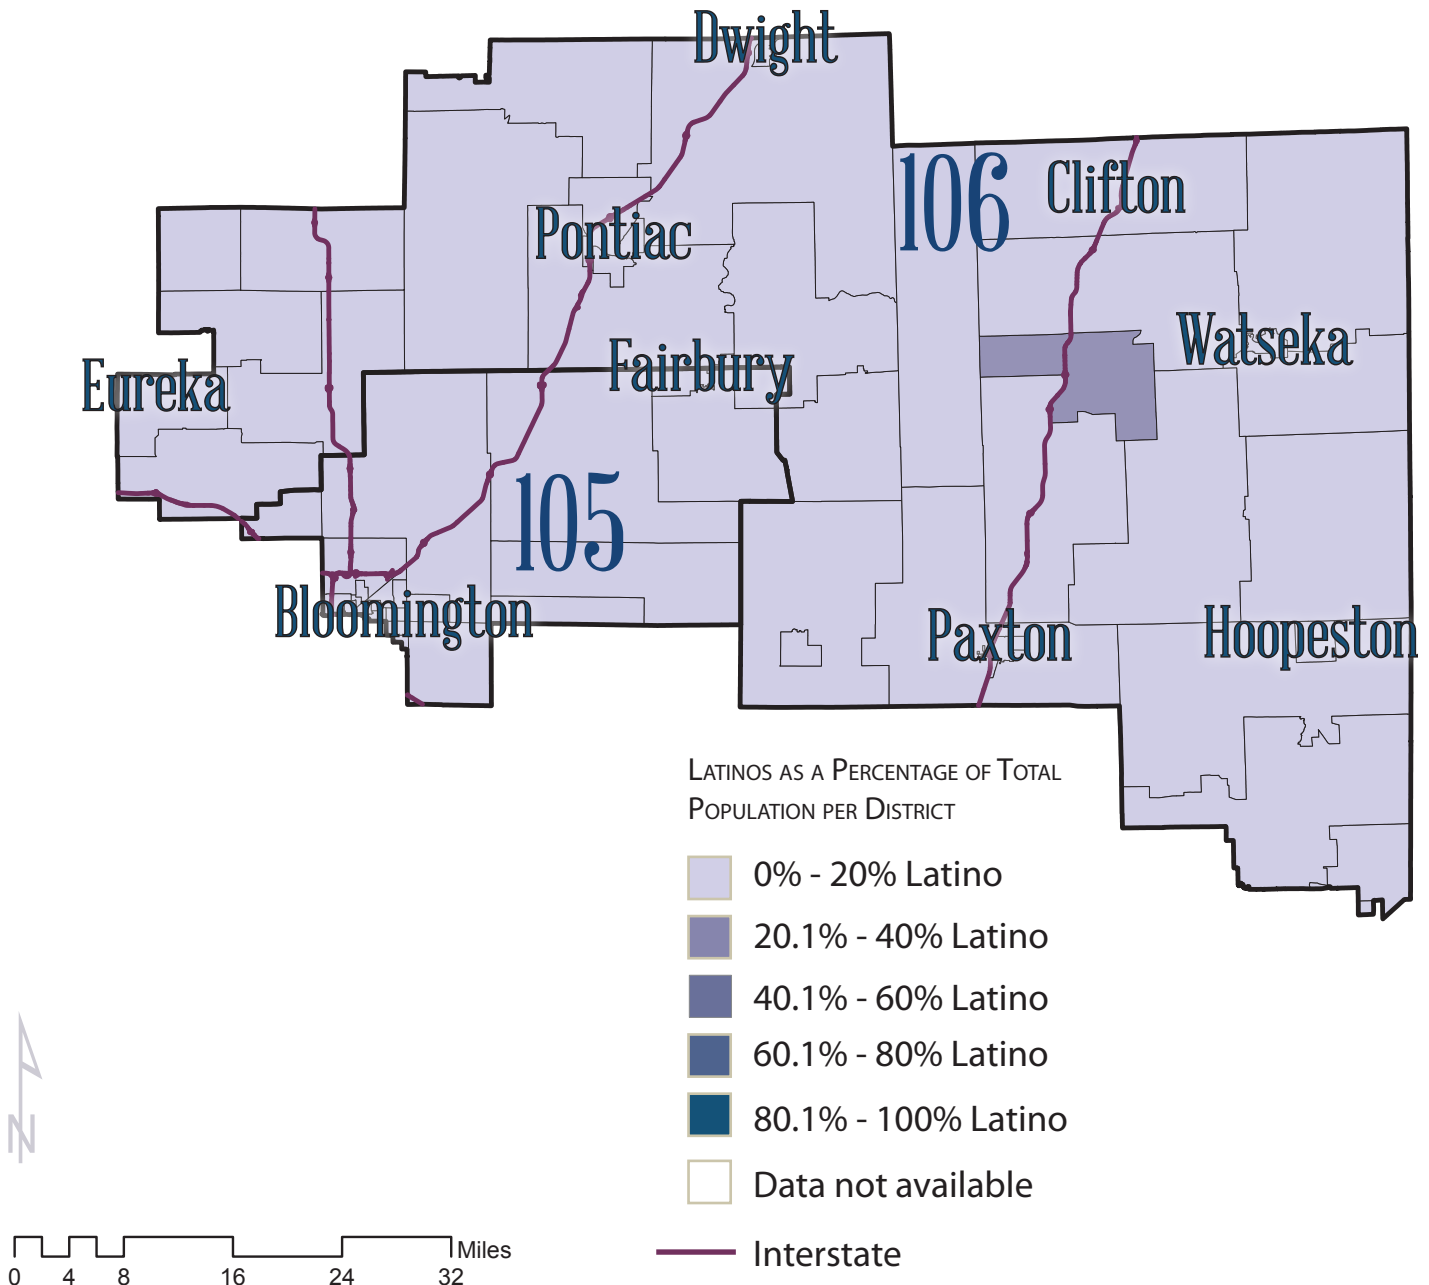 Dwight
106
Clifton
Pontiac
Watseka
Fairbury
Eureka
105
Bloomington
Paxton
Hoopeston
Latinos as a Percentage of Total
Population per District
0% - 20% Latino
20.1% - 40% Latino
40.1% - 60% Latino
60.1% - 80% Latino
80.1% - 100% Latino
Data not available
Interstate
N
Miles
0 4 8 16 24 32